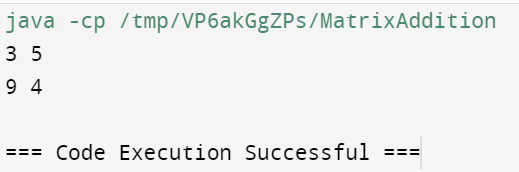 java -cp /tmp/VP6akGgZPs/MatrixAddition
3 5
9 4
=== Code Execution Successful ===